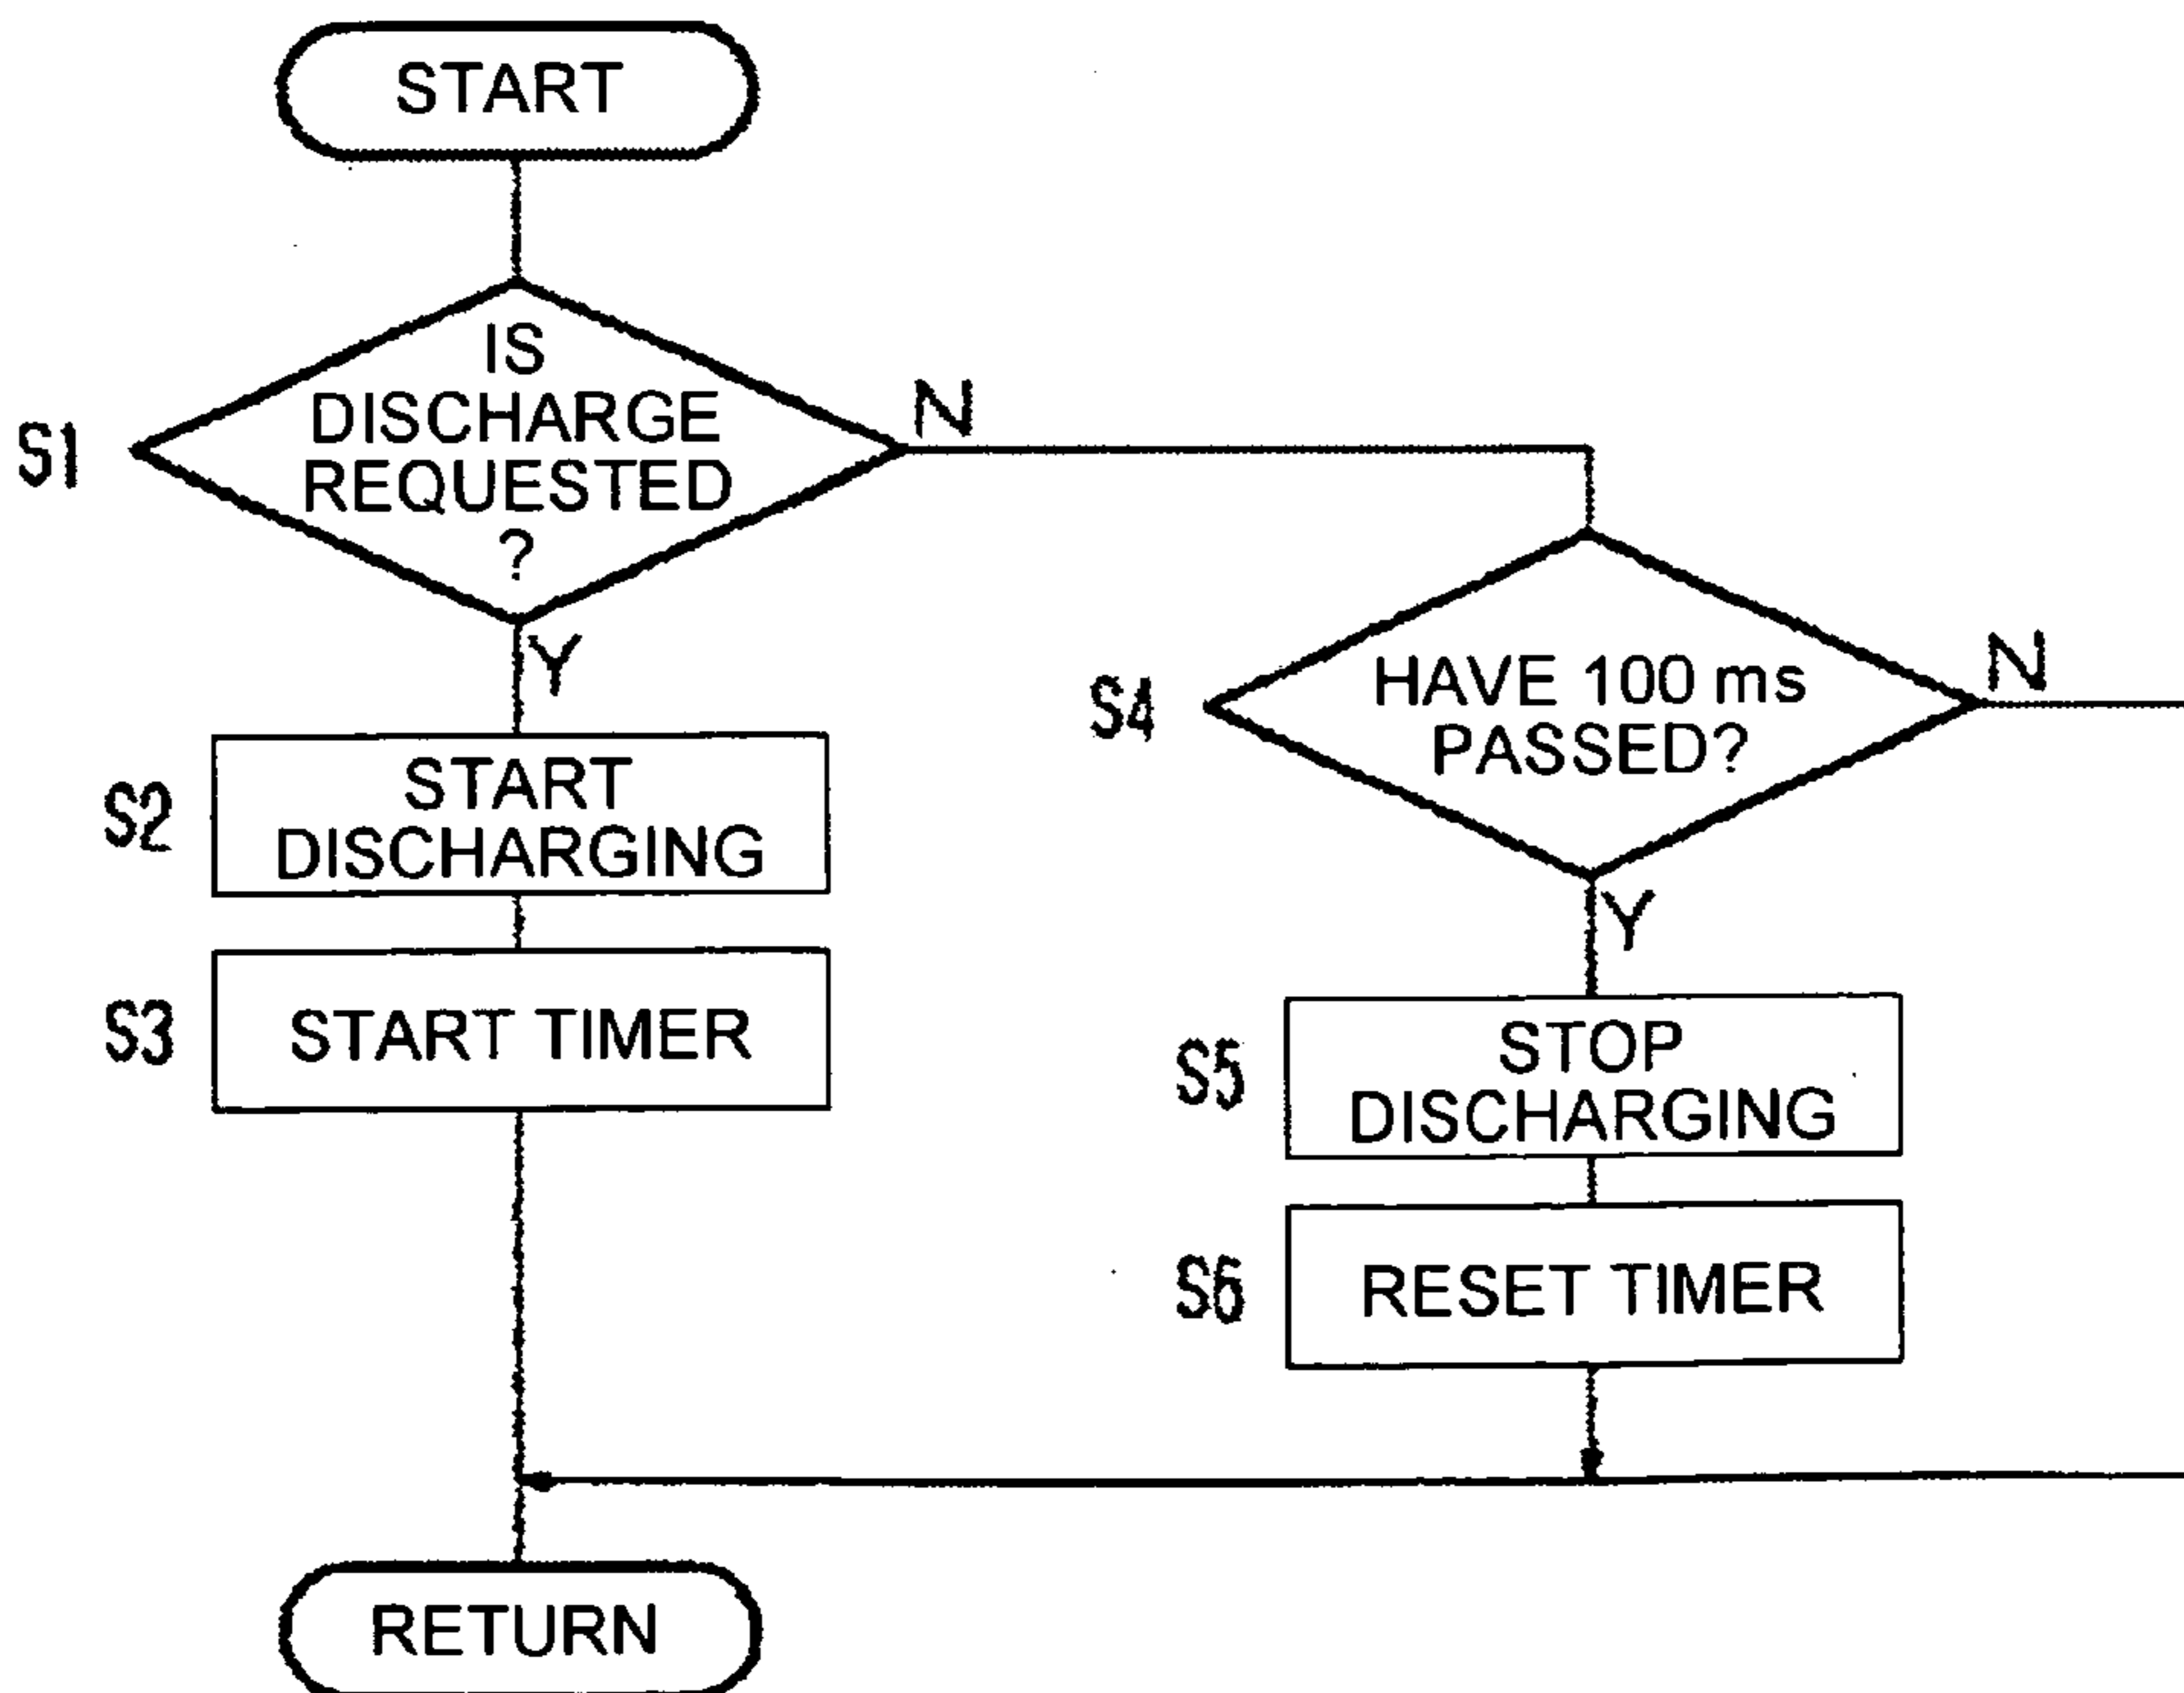 START
S1
IS
DISCHARGE
REQUESTED
?
N
Y
S2
START
DISCHARGING
S3
START TIMER
S4
HAVE 100 ms
PASSED?
N
Y
S5
STOP
DISCHARGING
S6
RESET TIMER
RETURN